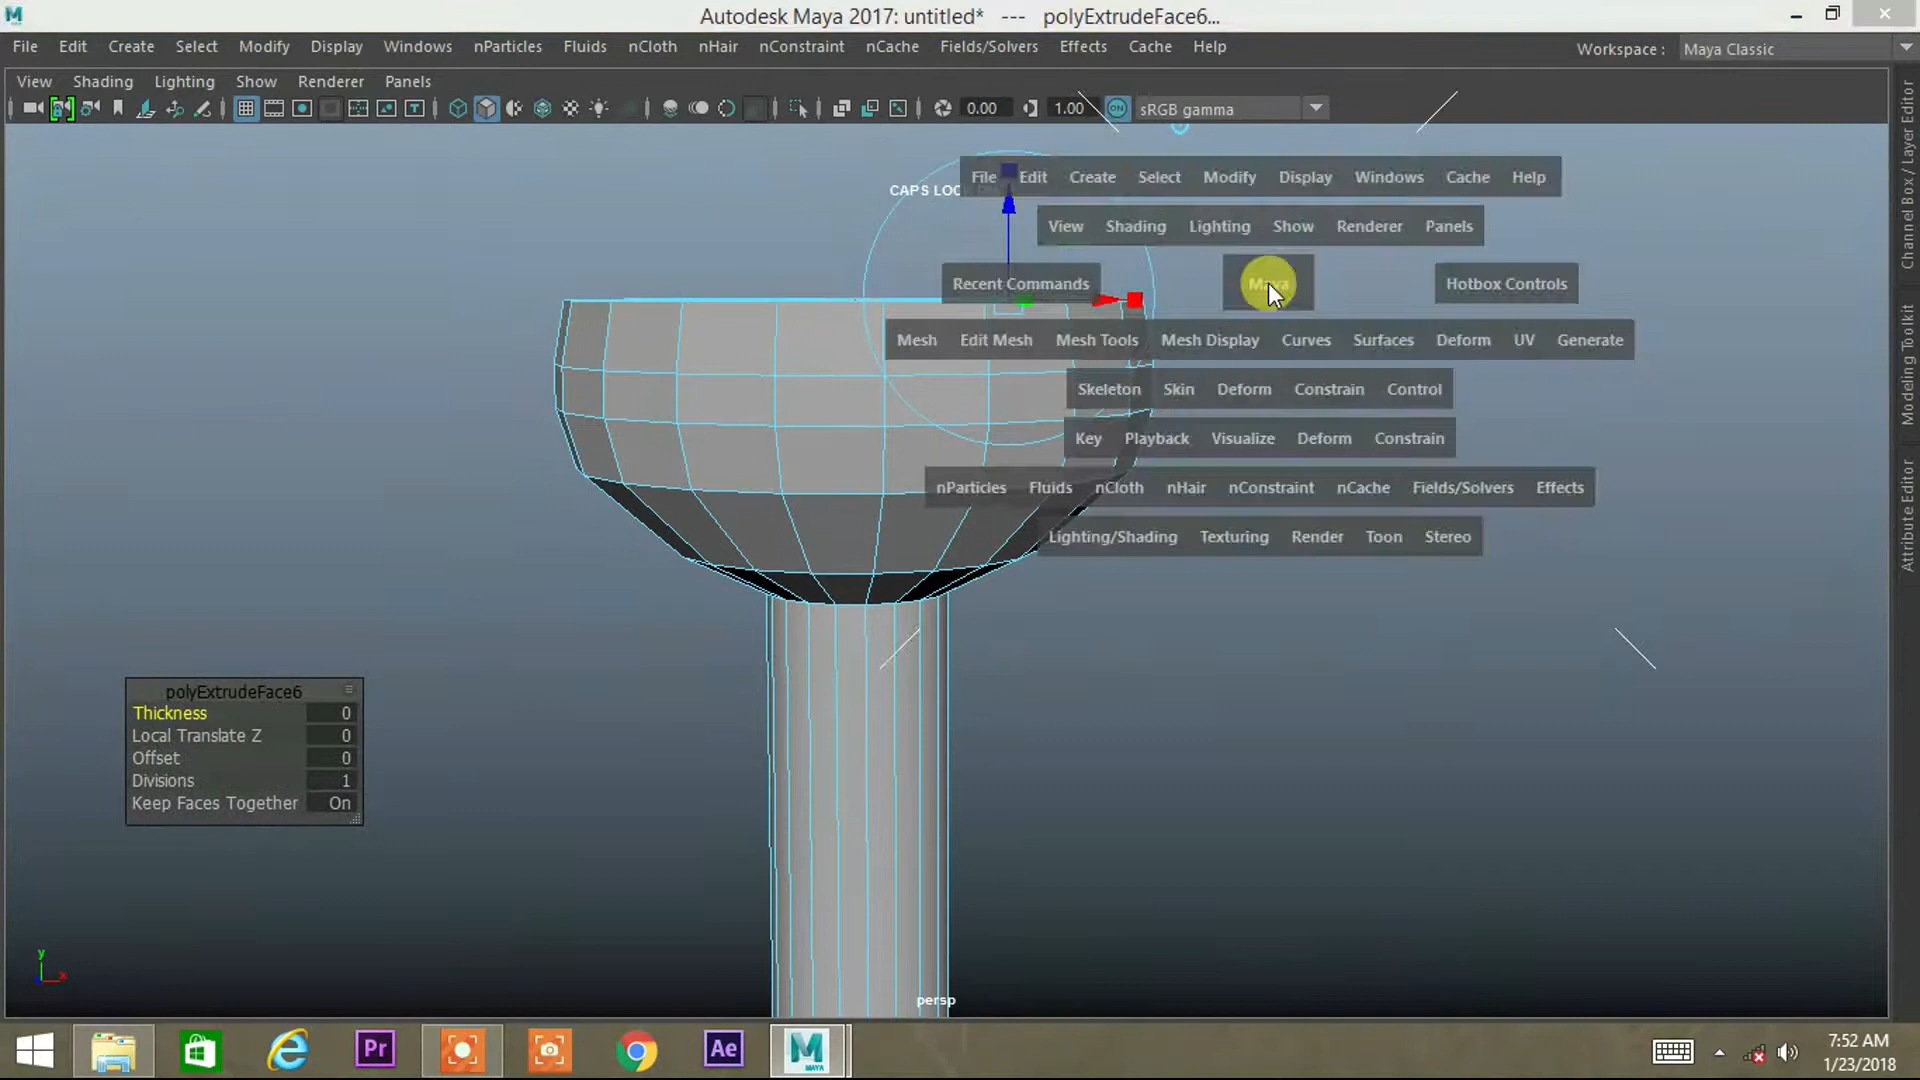 Autodesk Maya 2017: untitled*   ---   polyExtrudeFace6...
File Edit Create Select Modify Display Windows nParticles Fluids nCloth nHair nConstraint nCache Fields/Solvers Effects Cache Help
Workspace : Maya Classic
View Shading Lighting Show Renderer Panels
0.00 1.00 ON sRGB gamma
CAPS LOC
File Edit Create Select Modify Display Windows Cache Help
View Shading Lighting Show Renderer Panels
Recent Commands Maya Hotbox Controls
Mesh Edit Mesh Mesh Tools Mesh Display Curves Surfaces Deform UV Generate
Skeleton Skin Deform Constrain Control
Key Playback Visualize Deform Constrain
nParticles Fluids nCloth nHair nConstraint nCache Fields/Solvers Effects
Lighting/Shading Texturing Render Toon Stereo
polyExtrudeFace6
Thickness 0
Local Translate Z 0
Offset 0
Divisions 1
Keep Faces Together On
Channel Box / Layer Editor
Modeling Toolkit
Attribute Editor
y
x
persp
Pr
Ae
M
MAYA
7:52 AM
1/23/2018